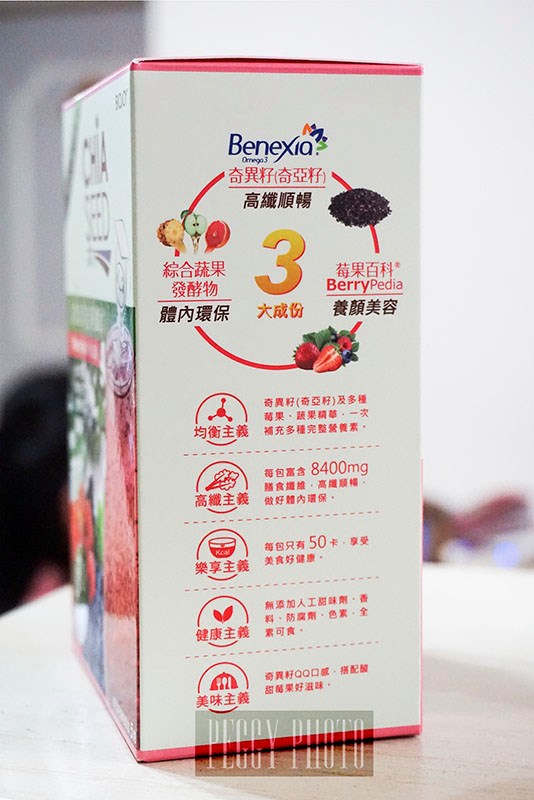 BIOJOY
CHIA
SEED
Benexia
Omega 3
奇異籽(奇亞籽)
高纖順暢
綜合蔬果
發酵物
體內環保
3
大成份
莓果百科®
BerryPedia
養顏美容
均衡主義
奇異籽(奇亞籽)及多種
莓果、蔬果精華，一次
補充多種完整營養素。
高纖主義
每包富含 8400mg
膳食纖維，高纖順暢，
做好體內環保。
Kcal
樂享主義
每包只有 50 卡，享受
美食好健康。
健康主義
無添加人工甜味劑、香
料、防腐劑、色素，全
素可食。
美味主義
奇異籽QQ口感，搭配酸
甜莓果好滋味。
PEGGY PHOTO